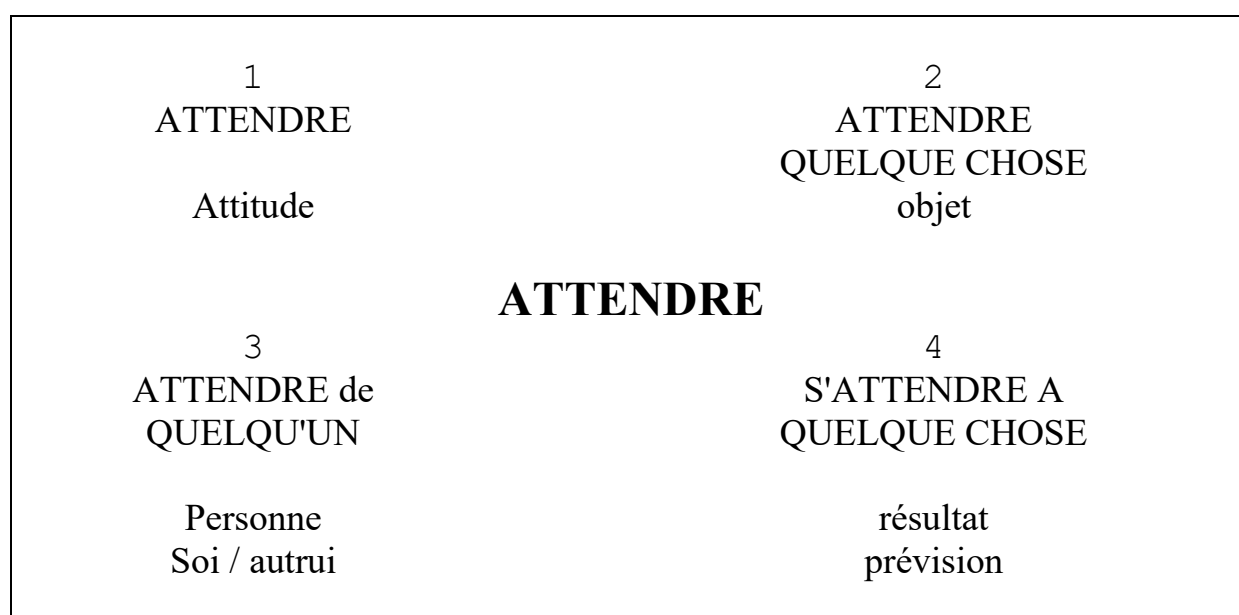 1
ATTENDRE
Attitude
2
ATTENDRE
QUELQUE CHOSE
objet
ATTENDRE
3
ATTENDRE de
QUELQU'UN
Personne
Soi / autrui
4
S'ATTENDRE A
QUELQUE CHOSE
résultat
prévision